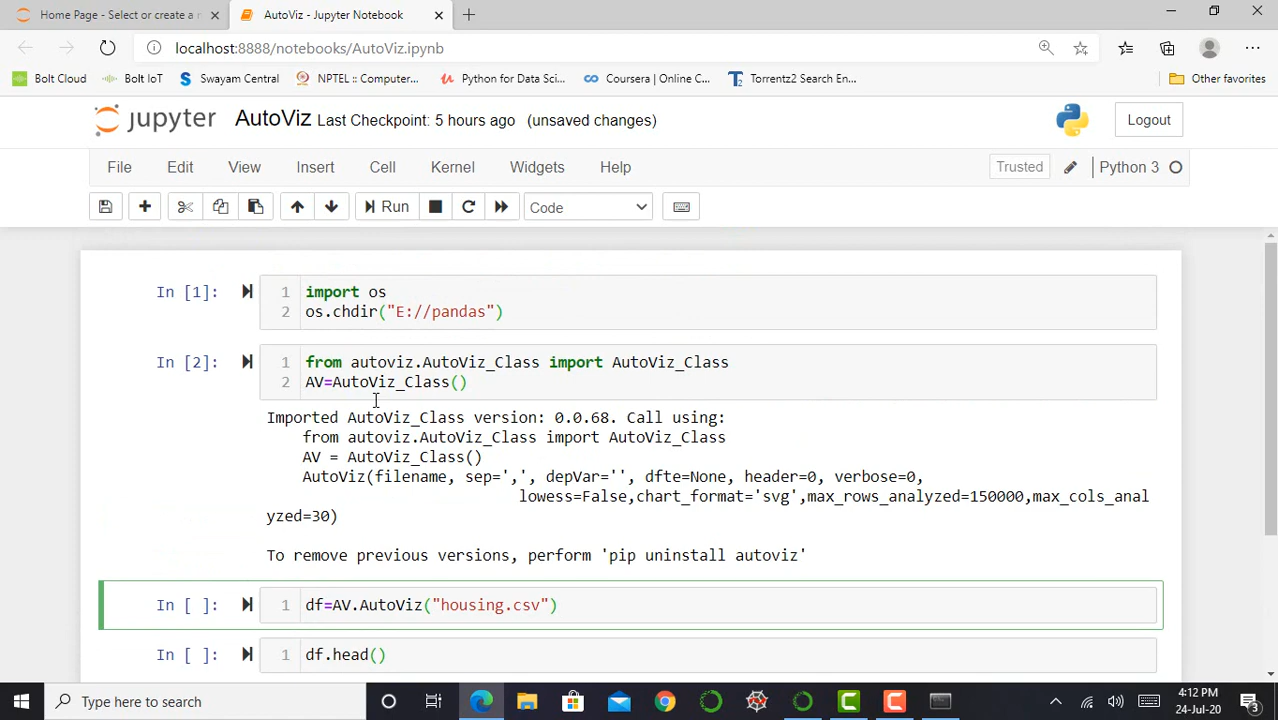 Home Page - Select or create a n
AutoViz - Jupyter Notebook
localhost:8888/notebooks/AutoViz.ipynb
Bolt Cloud
Bolt IoT
Swayam Central
NPTEL :: Computer...
Python for Data Sci...
Coursera | Online C...
Torrentz2 Search En...
Other favorites
jupyter
AutoViz Last Checkpoint: 5 hours ago (unsaved changes)
Logout
File Edit View Insert Cell Kernel Widgets Help
Trusted
Python 3
Run
Code
In [1]:
1 import os
2 os.chdir("E://pandas")
In [2]:
1 from autoviz.AutoViz_Class import AutoViz_Class
2 AV=AutoViz_Class()
Imported AutoViz_Class version: 0.0.68. Call using:
from autoviz.AutoViz_Class import AutoViz_Class
AV = AutoViz_Class()
AutoViz(filename, sep=',', depVar='', dfte=None, header=0, verbose=0,
lowess=False,chart_format='svg',max_rows_analyzed=150000,max_cols_anal
yzed=30)
To remove previous versions, perform 'pip uninstall autoviz'
In [ ]: 1 df=AV.AutoViz("housing.csv")
In [ ]: 1 df.head()
Type here to search
4:12 PM
24-Jul-20
3